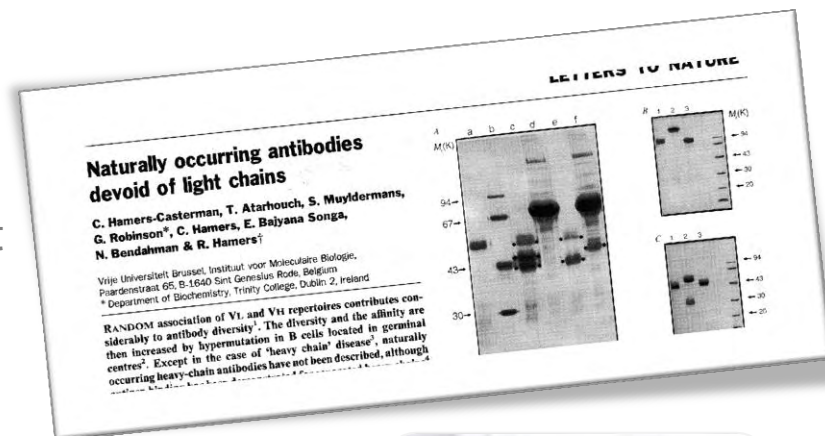 LETTERS TO NATURE
Naturally occurring antibodies
devoid of light chains
C. Hamers-Casterman, T. Atarhouch, S. Muyldermans,
G. Robinson*, C. Hamers, E. Bajyana Songa,
N. Bendahman & R. Hamers†
Vrije Universiteit Brussel, Instituut voor Moleculaire Biologie,
Paardenstraat 65, B-1640 Sint Genesius Rode, Belgium
* Department of Biochemistry, Trinity College, Dublin 2, Ireland
RANDOM association of VL and VH repertoires contributes con-
siderably to antibody diversity1. The diversity and the affinity are
then increased by hypermutation in B cells located in germinal
centres2. Except in the case of 'heavy chain' disease3, naturally
occurring heavy-chain antibodies have not been described, although
A a b c d e f
M,(K)
94
67
43
30
B 1 2 3 M,(K)
94
43
30
20
C 1 2 3
94
43
30
20